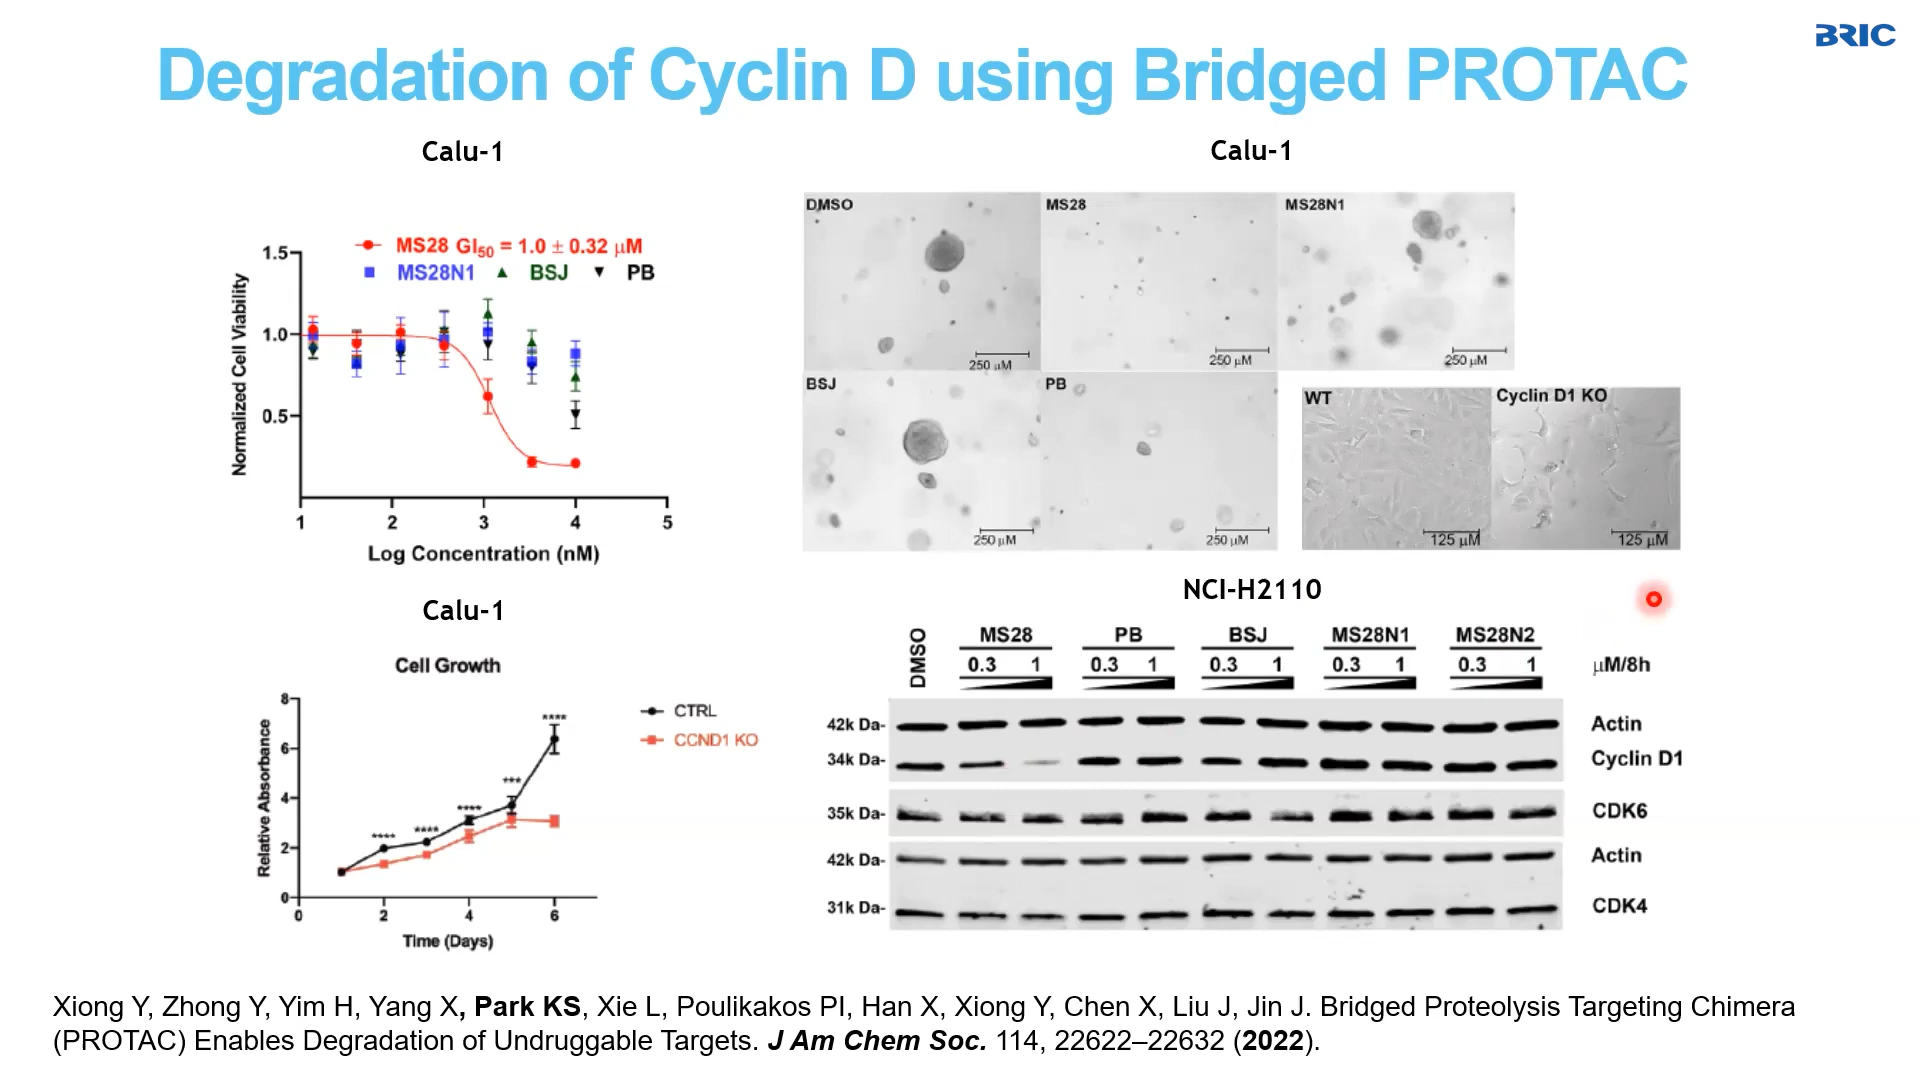 BRIC
Degradation of Cyclin D using Bridged PROTAC
Calu-1
MS28 GI50 = 1.0 ± 0.32 μM
MS28N1 BSJ PB
Normalized Cell Viability
1.5
1.0
0.5
1 2 3 4 5
Log Concentration (nM)
Calu-1
DMSO MS28 MS28N1
250 μM 250 μM 250 μM
BSJ PB
250 μM 250 μM
WT Cyclin D1 KO
125 μM 125 μM
Calu-1
Cell Growth
Relative Absorbance
8
6
4
2
0
0 2 4 6
Time (Days)
**** **** **** *** ****
CTRL
CCND1 KO
NCI-H2110
DMSO MS28 PB BSJ MS28N1 MS28N2
0.3 1 0.3 1 0.3 1 0.3 1 0.3 1 μM/8h
42k Da- Actin
34k Da- Cyclin D1
35k Da- CDK6
42k Da- Actin
31k Da- CDK4
Xiong Y, Zhong Y, Yim H, Yang X, Park KS, Xie L, Poulikakos PI, Han X, Xiong Y, Chen X, Liu J, Jin J. Bridged Proteolysis Targeting Chimera
(PROTAC) Enables Degradation of Undruggable Targets. J Am Chem Soc. 114, 22622–22632 (2022).